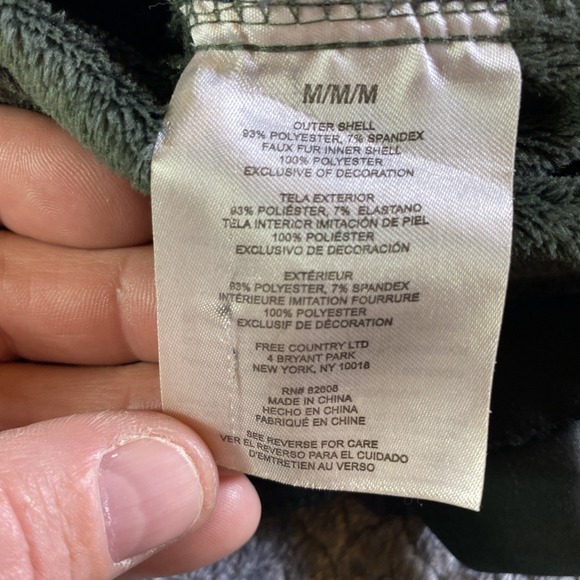 M/M/M
OUTER SHELL
93% POLYESTER, 7% SPANDEX
FAUX FUR INNER SHELL
100% POLYESTER
EXCLUSIVE OF DECORATION
TELA EXTERIOR
93% POLIÉSTER, 7% ELASTANO
TELA INTERIOR IMITACIÓN DE PIEL
100% POLIÉSTER
EXCLUSIVO DE DECORACIÓN
EXTÉRIEUR
93% POLYESTER, 7% SPANDEX
INTÉRIEURE IMITATION FOURRURE
100% POLYESTER
EXCLUSIF DE DÉCORATION
FREE COUNTRY LTD
4 BRYANT PARK
NEW YORK, NY 10018
RN# 82608
MADE IN CHINA
HECHO EN CHINA
FABRIQUÉ EN CHINE
SEE REVERSE FOR CARE
VER EL REVERSO PARA EL CUIDADO
D'EMTRETIEN AU VERSO